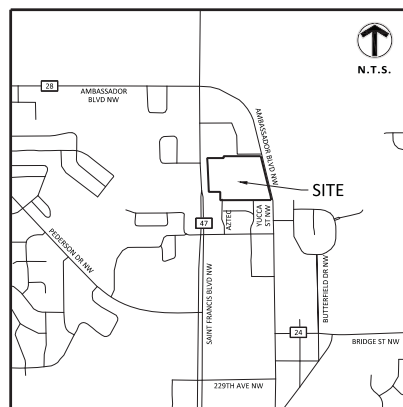 N.T.S.
28
AMBASSADOR
BLVD NW
AMBASSADOR BLVD NW
SITE
AZTEC
YUCCA
ST NW
47
PEDERSON DR NW
SAINT FRANCIS BLVD NW
BUTTERFIELD DR NW
24
BRIDGE ST NW
229TH AVE NW